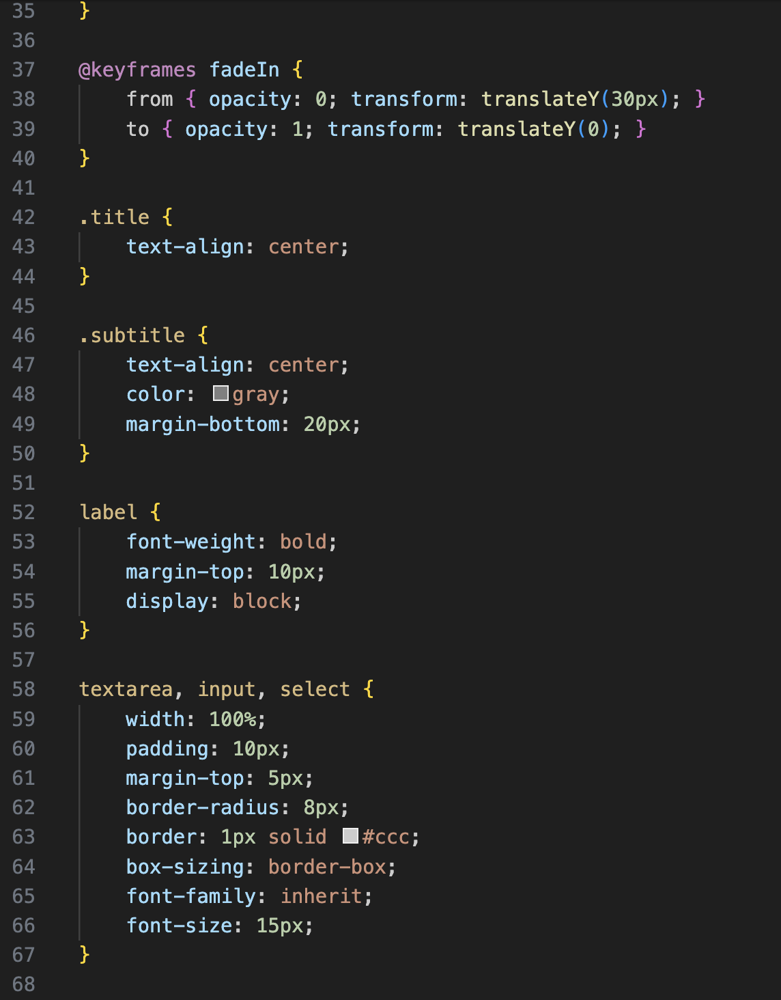 35 }
36
37 @keyframes fadeIn {
38     from { opacity: 0; transform: translateY(30px); }
39     to { opacity: 1; transform: translateY(0); }
40 }
41
42 .title {
43     text-align: center;
44 }
45
46 .subtitle {
47     text-align: center;
48     color: gray;
49     margin-bottom: 20px;
50 }
51
52 label {
53     font-weight: bold;
54     margin-top: 10px;
55     display: block;
56 }
57
58 textarea, input, select {
59     width: 100%;
60     padding: 10px;
61     margin-top: 5px;
62     border-radius: 8px;
63     border: 1px solid #ccc;
64     box-sizing: border-box;
65     font-family: inherit;
66     font-size: 15px;
67 }
68